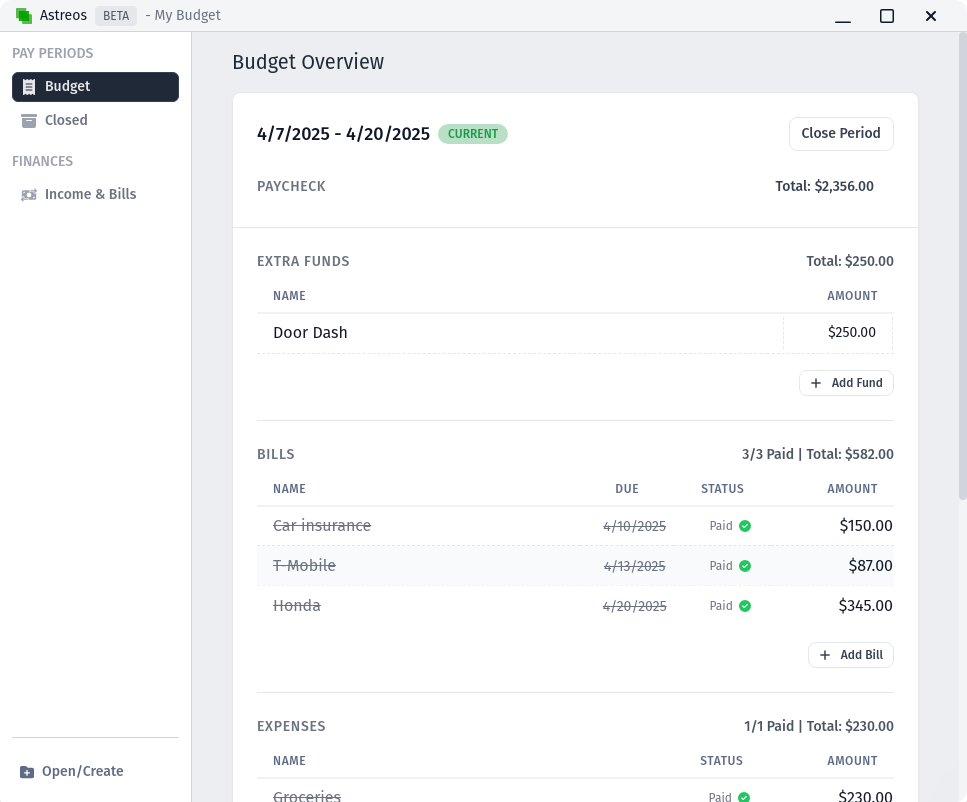 Astreos BETA - My Budget
PAY PERIODS
Budget
Closed
FINANCES
Income & Bills
Open/Create
Budget Overview
4/7/2025 - 4/20/2025 CURRENT Close Period
PAYCHECK Total: $2,356.00
EXTRA FUNDS Total: $250.00
NAME AMOUNT
Door Dash $250.00
+ Add Fund
BILLS 3/3 Paid | Total: $582.00
NAME DUE STATUS AMOUNT
Car insurance 4/10/2025 Paid $150.00
T-Mobile 4/13/2025 Paid $87.00
Honda 4/20/2025 Paid $345.00
+ Add Bill
EXPENSES 1/1 Paid | Total: $230.00
NAME STATUS AMOUNT
Groceries Paid $230.00